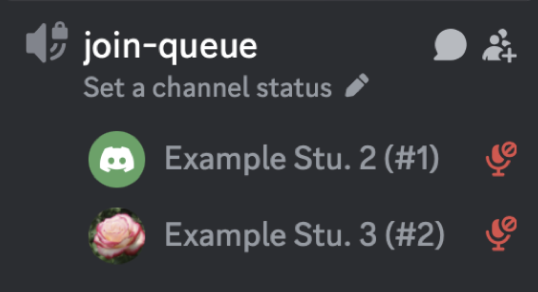 join-queue
Set a channel status
Example Stu. 2 (#1)
Example Stu. 3 (#2)